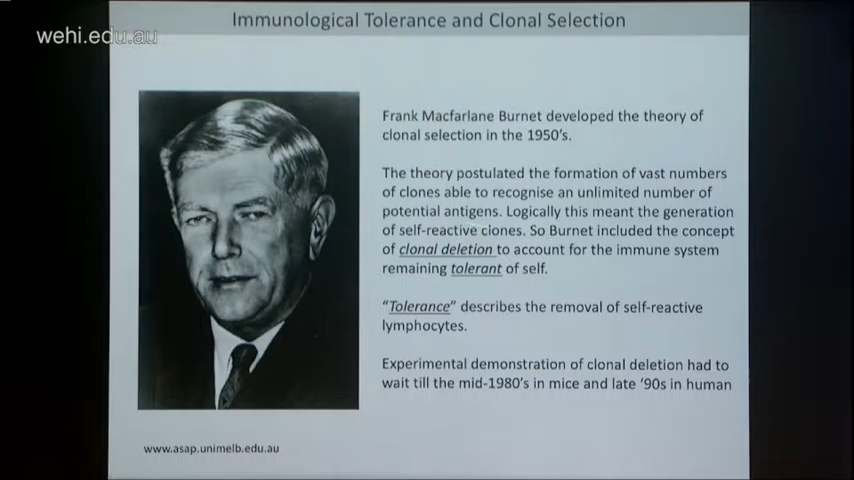 Immunological Tolerance and Clonal Selection
wehi.edu.au
Frank Macfarlane Burnet developed the theory of
clonal selection in the 1950's.
The theory postulated the formation of vast numbers
of clones able to recognise an unlimited number of
potential antigens. Logically this meant the generation
of self-reactive clones. So Burnet included the concept
of clonal deletion to account for the immune system
remaining tolerant of self.
“Tolerance” describes the removal of self-reactive
lymphocytes.
Experimental demonstration of clonal deletion had to
wait till the mid-1980's in mice and late ‘90s in human
www.asap.unimelb.edu.au